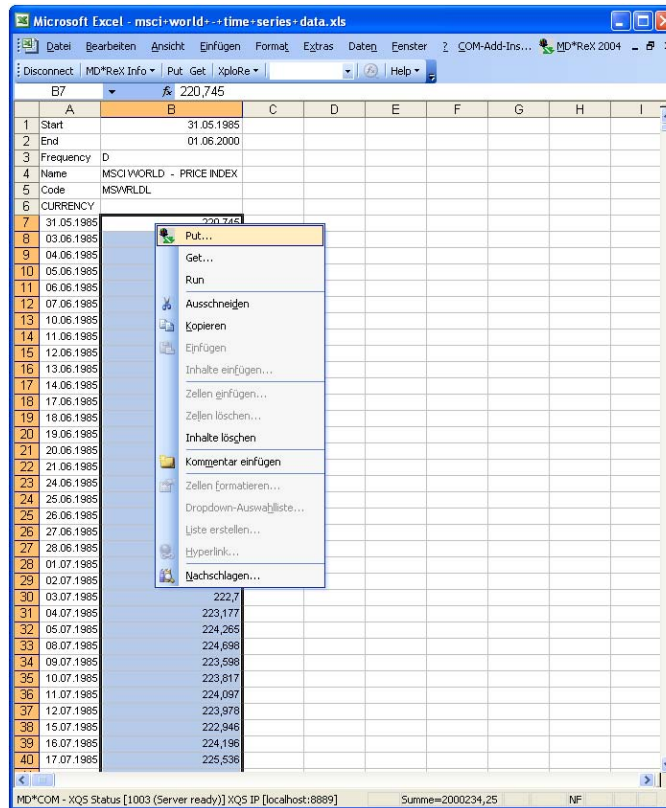 Microsoft Excel - msci+world+-+time+series+data.xls
Datei Bearbeiten Ansicht Einfügen Format Extras Daten Fenster ? COM-Add-Ins... MD*ReX 2004
Disconnect MD*ReX Info Put Get XploRe Help
B7 fx 220,745
A B C D E F G H I
1 Start 31.05.1985
2 End 01.06.2000
3 Frequency D
4 Name MSCI WORLD - PRICE INDEX
5 Code MSWRLDL
6 CURRENCY
7 31.05.1985 220,745
8 03.06.1985 Put...
9 04.06.1985 Get...
10 05.06.1985
11 06.06.1985 Run
12 07.06.1985 Ausschneiden
13 10.06.1985 Kopieren
14 11.06.1985
15 12.06.1985 Einfügen
16 13.06.1985 Inhalte einfügen...
17 14.06.1985 Zellen einfügen...
18 17.06.1985
19 18.06.1985 Zellen löschen...
20 19.06.1985 Inhalte löschen
21 20.06.1985
22 21.06.1985 Kommentar einfügen
23 24.06.1985 Zellen formatieren...
24 25.06.1985
25 26.06.1985 Dropdown-Auswahlliste...
26 27.06.1985 Liste erstellen...
27 28.06.1985 Hyperlink...
28 01.07.1985
29 02.07.1985 Nachschlagen...
30 03.07.1985 222,7
31 04.07.1985 223,177
32 05.07.1985 224,265
33 08.07.1985 224,698
34 09.07.1985 223,598
35 10.07.1985 223,817
36 11.07.1985 224,097
37 12.07.1985 223,978
38 15.07.1985 222,946
39 16.07.1985 224,196
40 17.07.1985 225,536
MD*COM - XQS Status [1003 (Server ready)] XQS IP [localhost:8889] Summe=2000234,25 NF